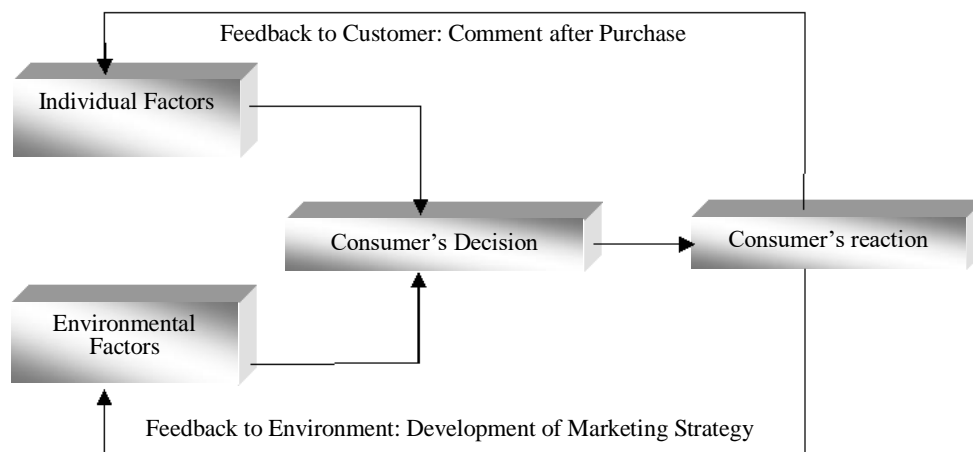 Feedback to Customer: Comment after Purchase
Individual Factors
Consumer’s Decision
Consumer’s reaction
Environmental
Factors
Feedback to Environment: Development of Marketing Strategy